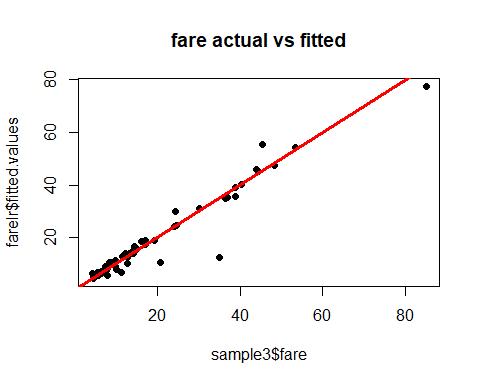 fare actual vs fitted
farelr$fitted.values
80
60
40
20
20 40 60 80
sample3$fare